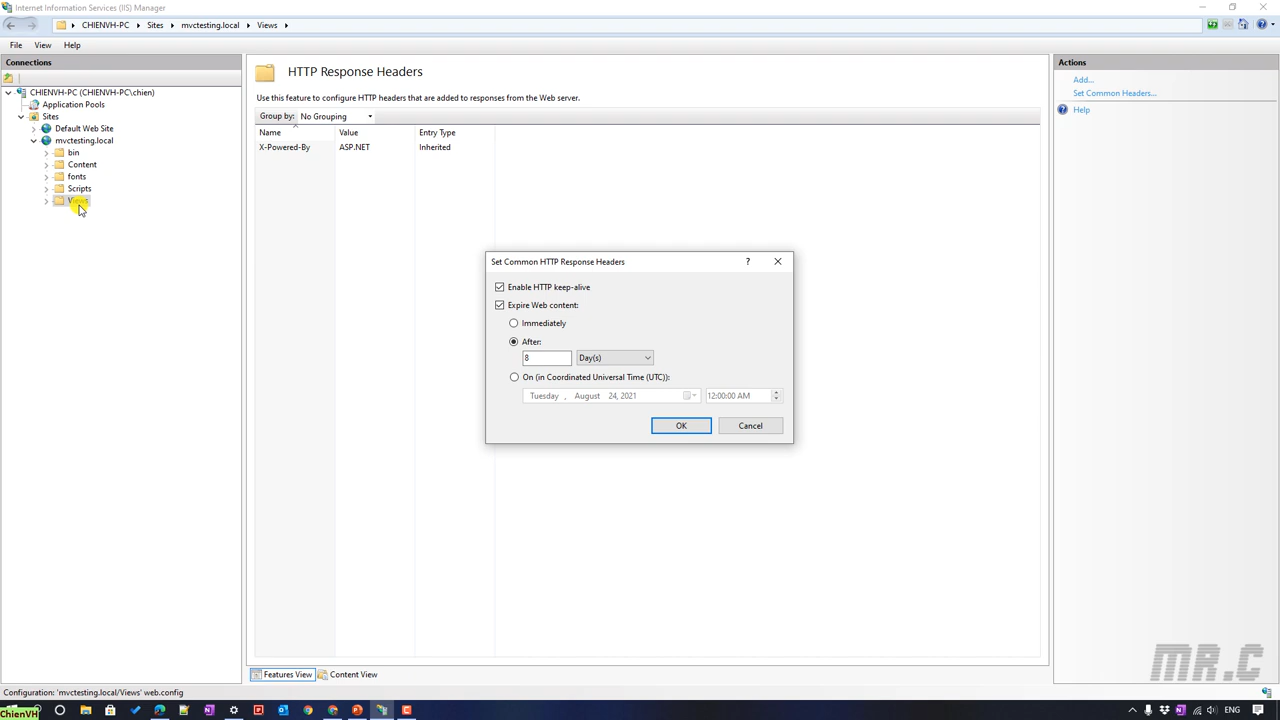 Internet Information Services (IIS) Manager
CHIENVH-PC
Sites
mvctesting.local
Views
File
View
Help
Connections
CHIENVH-PC (CHIENVH-PC\chien)
Application Pools
Sites
Default Web Site
mvctesting.local
bin
Content
fonts
Scripts
Views
HTTP Response Headers
Use this feature to configure HTTP headers that are added to responses from the Web server.
Group by: No Grouping
Name Value Entry Type
X-Powered-By ASP.NET Inherited
Set Common HTTP Response Headers
Enable HTTP keep-alive
Expire Web content:
Immediately
After:
8 Day(s)
On (in Coordinated Universal Time (UTC)):
Tuesday , August 24, 2021 12:00:00 AM
OK Cancel
Features View Content View
Actions
Add...
Set Common Headers...
Help
MR.C
Configuration: 'mvctesting.local/Views' web.config
ChienVH
ENG